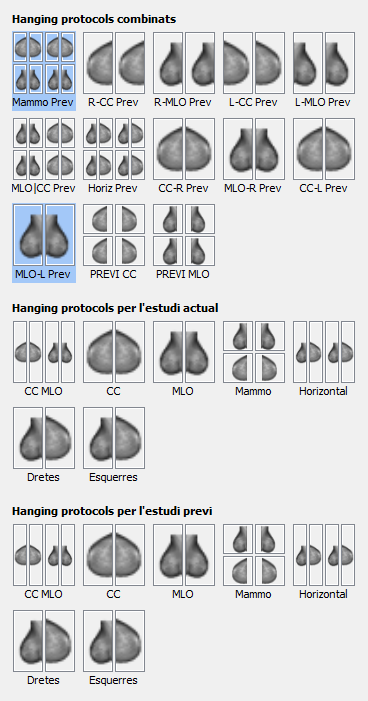 Hanging protocols combinats
Mammo Prev R-CC Prev R-MLO Prev L-CC Prev L-MLO Prev
MLO|CC Prev Horiz Prev CC-R Prev MLO-R Prev CC-L Prev
MLO-L Prev PREVI CC PREVI MLO
Hanging protocols per l'estudi actual
CC MLO CC MLO Mammo Horizontal
Dretes Esquerres
Hanging protocols per l'estudi previ
CC MLO CC MLO Mammo Horizontal
Dretes Esquerres